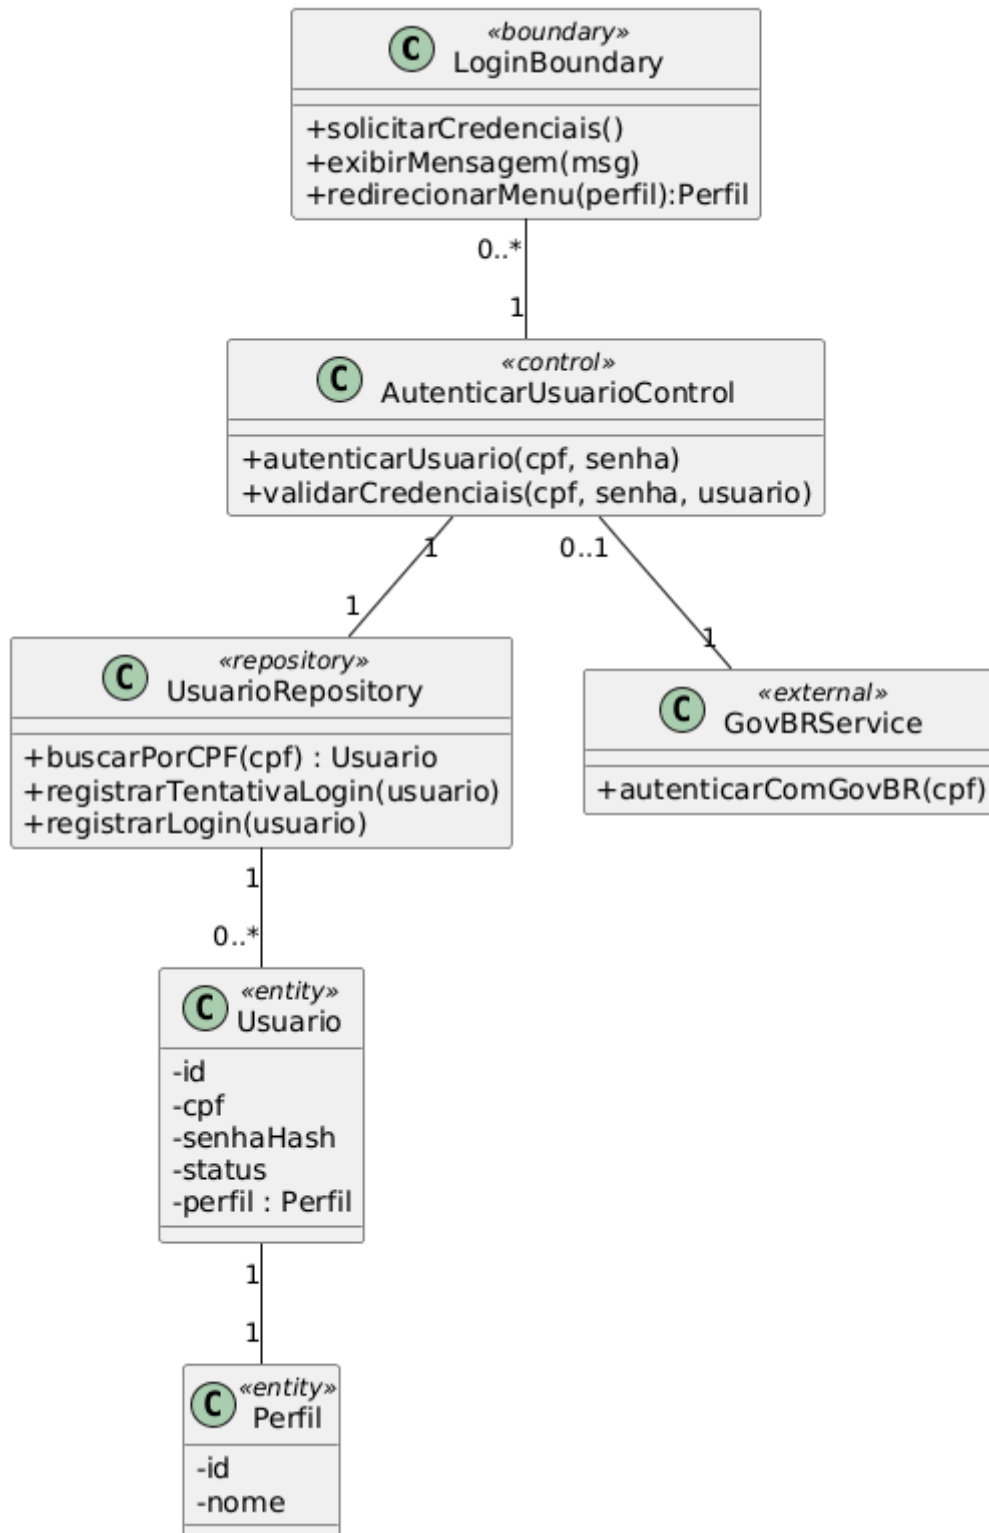 «boundary»
C LoginBoundary
+solicitarCredenciais()
+exibirMensagem(msg)
+redirecionarMenu(perfil):Perfil
0..*
1
«control»
C AutenticarUsuarioControl
+autenticarUsuario(cpf, senha)
+validarCredenciais(cpf, senha, usuario)
1
0..1
1
1
«repository»
C UsuarioRepository
+buscarPorCPF(cpf) : Usuario
+registrarTentativaLogin(usuario)
+registrarLogin(usuario)
«external»
C GovBRService
+autenticarComGovBR(cpf)
1
0..*
«entity»
C Usuario
-id
-cpf
-senhaHash
-status
-perfil : Perfil
1
1
«entity»
C Perfil
-id
-nome